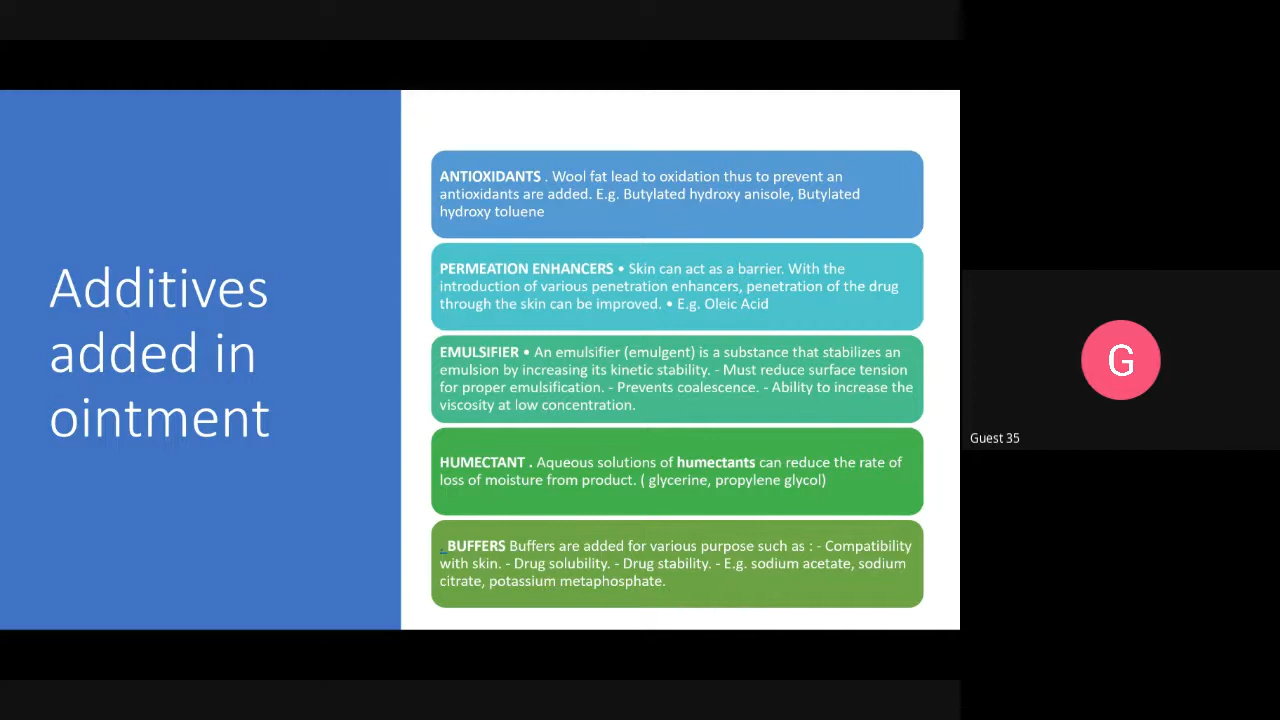 Additives
added in
ointment
ANTIOXIDANTS . Wool fat lead to oxidation thus to prevent an
antioxidants are added. E.g. Butylated hydroxy anisole, Butylated
hydroxy toluene
PERMEATION ENHANCERS • Skin can act as a barrier. With the
introduction of various penetration enhancers, penetration of the drug
through the skin can be improved. • E.g. Oleic Acid
EMULSIFIER • An emulsifier (emulgent) is a substance that stabilizes an
emulsion by increasing its kinetic stability. - Must reduce surface tension
for proper emulsification. - Prevents coalescence. - Ability to increase the
viscosity at low concentration.
HUMECTANT . Aqueous solutions of humectants can reduce the rate of
loss of moisture from product. ( glycerine, propylene glycol)
. BUFFERS Buffers are added for various purpose such as : - Compatibility
with skin. - Drug solubility. - Drug stability. - E.g. sodium acetate, sodium
citrate, potassium metaphosphate.
G
Guest 35